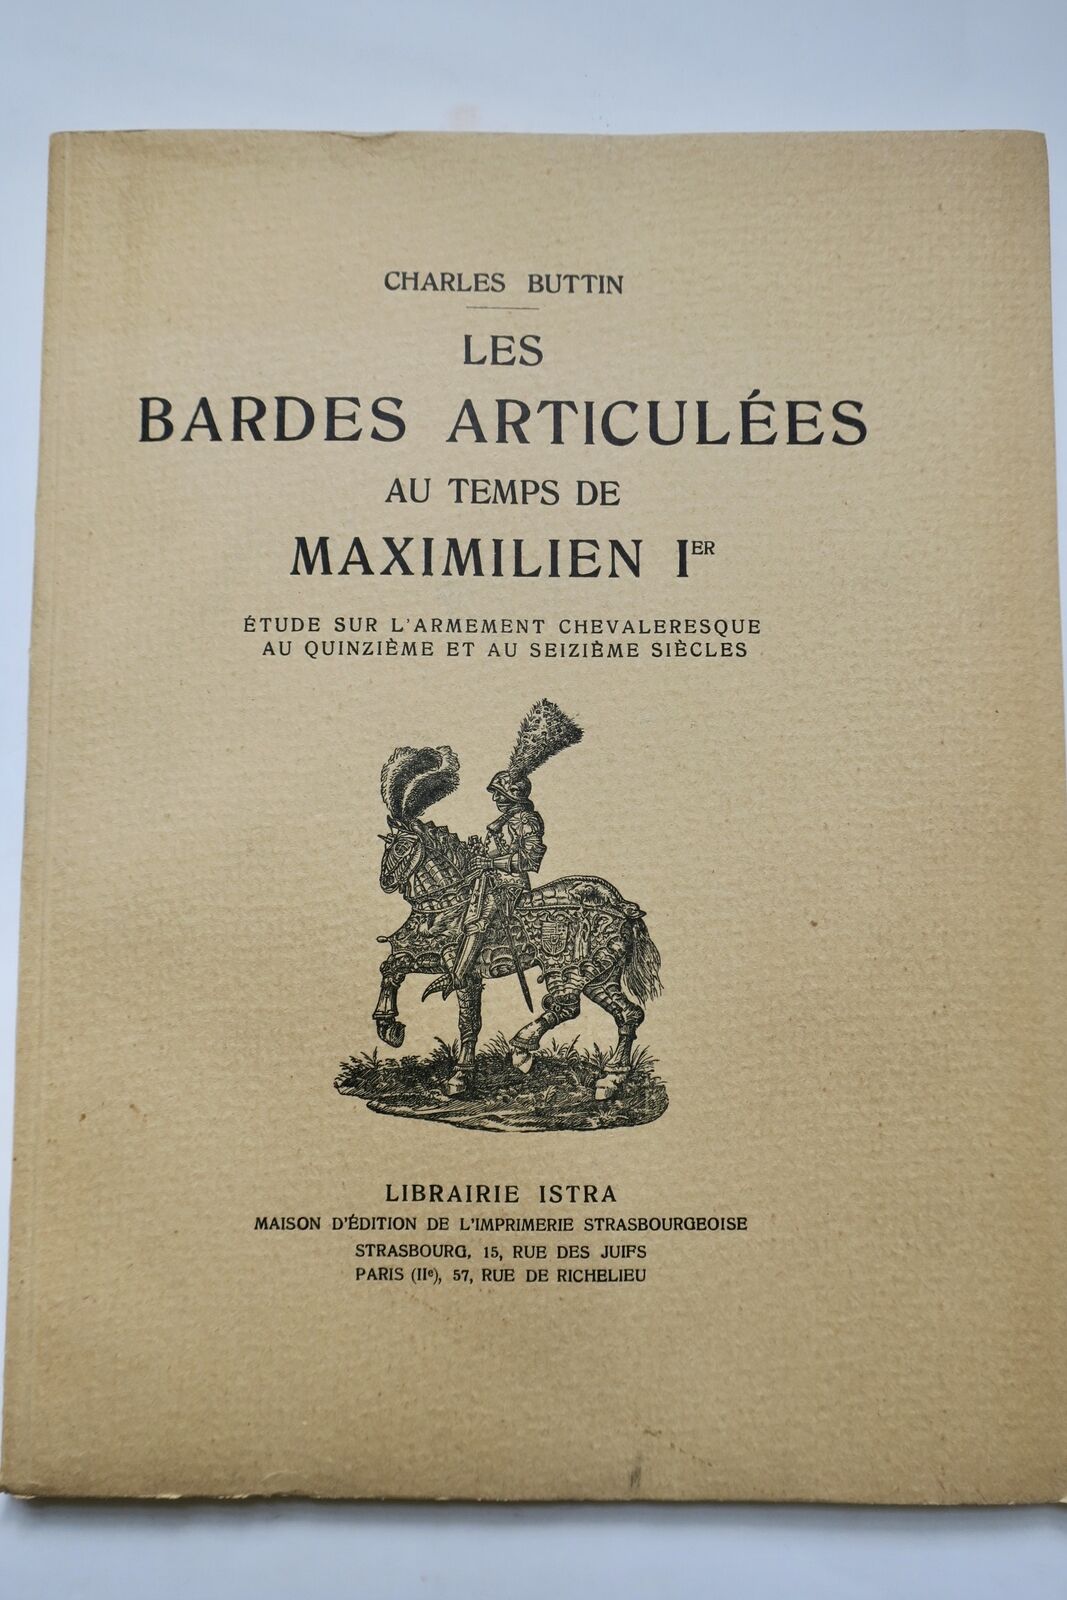 CHARLES BUTTIN
LES
BARDES ARTICULÉES
AU TEMPS DE
MAXIMILIEN IER
ÉTUDE SUR L'ARMEMENT CHEVALERESQUE
AU QUINZIÈME ET AU SEIZIÈME SIÈCLES
LIBRAIRIE ISTRA
MAISON D'ÉDITION DE L'IMPRIMERIE STRASBOURGEOISE
STRASBOURG, 15, RUE DES JUIFS
PARIS (IIe), 57, RUE DE RICHELIEU